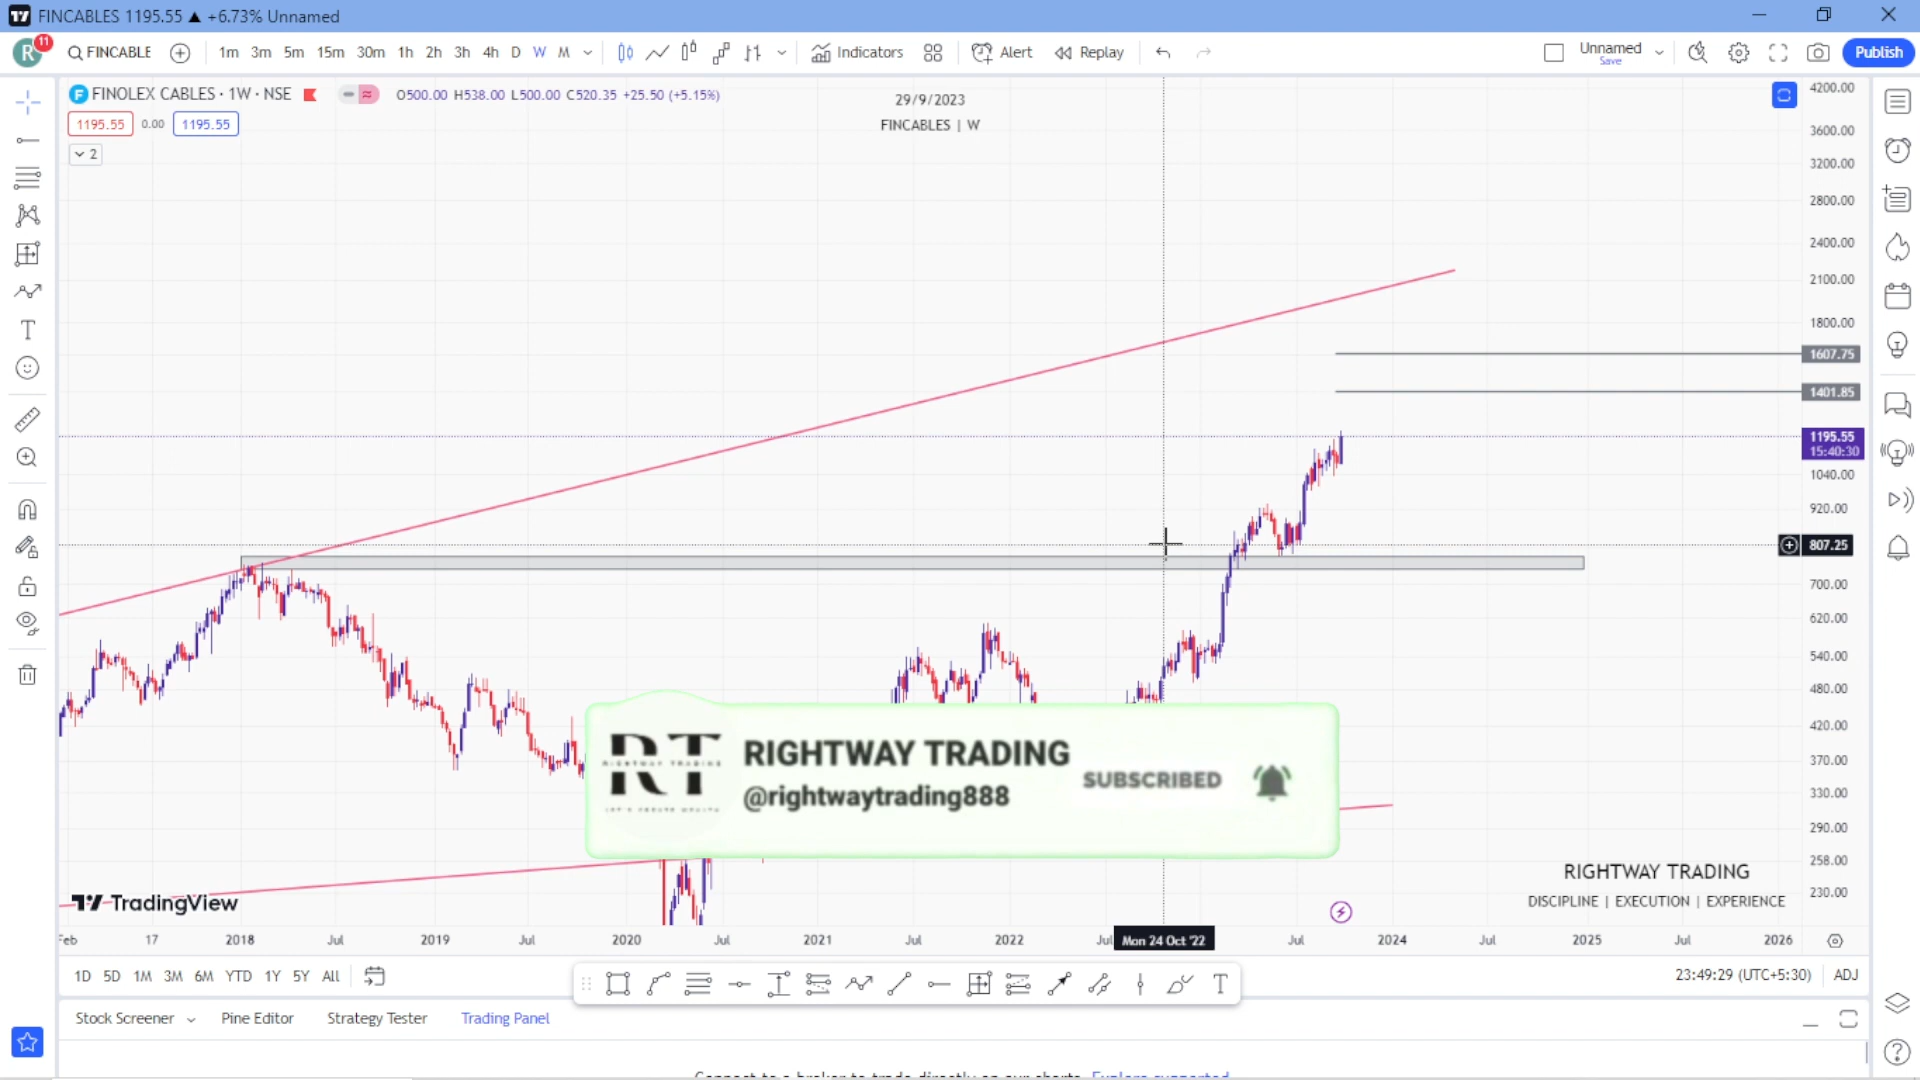 FINCABLES 1195.55 ▲ +6.73% Unnamed
R 11 FINCABLE 1m 3m 5m 15m 30m 1h 2h 3h 4h D W M Indicators Alert Replay Unnamed Save Publish
FINOLEX CABLES · 1W · NSE O500.00 H538.00 L500.00 C520.35 +25.50 (+5.15%)
1195.55 0.00 1195.55
2
29/9/2023
FINCABLES | W
4200.00
3600.00
3200.00
2800.00
2400.00
2100.00
1800.00
1607.75
1401.85
1195.55
15:40:30
1040.00
920.00
807.25
700.00
620.00
540.00
480.00
420.00
370.00
330.00
290.00
258.00
230.00
RT
RIGHTWAY TRADING
@rightwaytrading888
SUBSCRIBED
RIGHTWAY TRADING
DISCIPLINE | EXECUTION | EXPERIENCE
TradingView
Feb 17 2018 Jul 2019 Jul 2020 Jul 2021 Jul 2022 Jul Mon 24 Oct '22 Jul 2024 Jul 2025 Jul 2026
1D 5D 1M 3M 6M YTD 1Y 5Y All 23:49:29 (UTC+5:30) ADJ
Stock Screener Pine Editor Strategy Tester Trading Panel